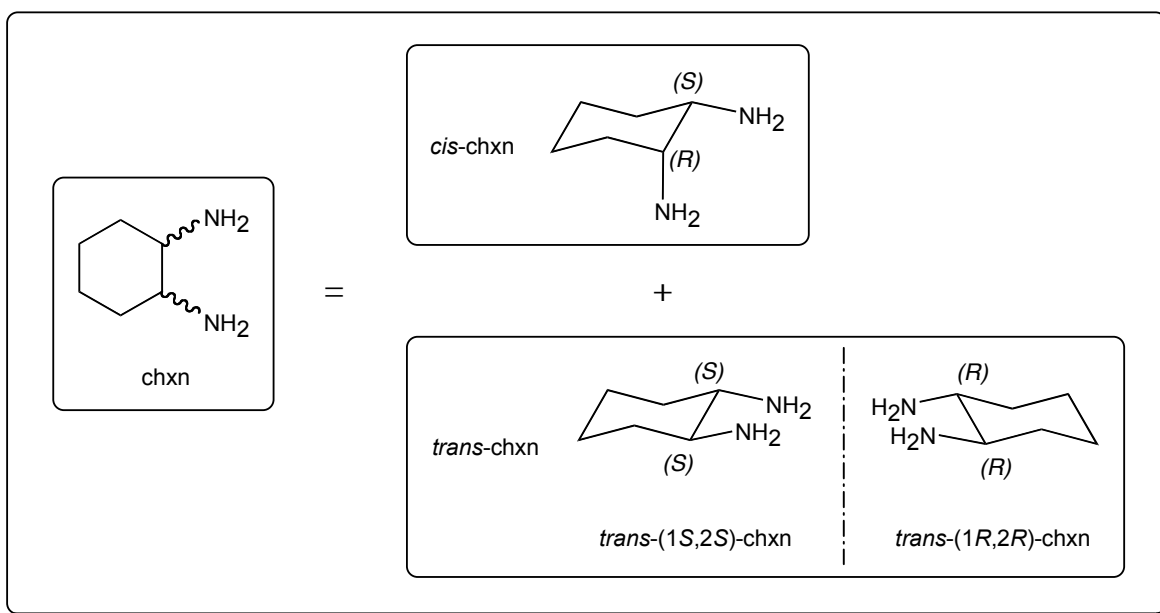 (S)
NH2
cis-chxn
(R)
NH2
NH2
NH2
chxn
=
+
(S)
NH2
NH2
trans-chxn
(S)
(R)
H2N
H2N
(R)
trans-(1S,2S)-chxn
trans-(1R,2R)-chxn